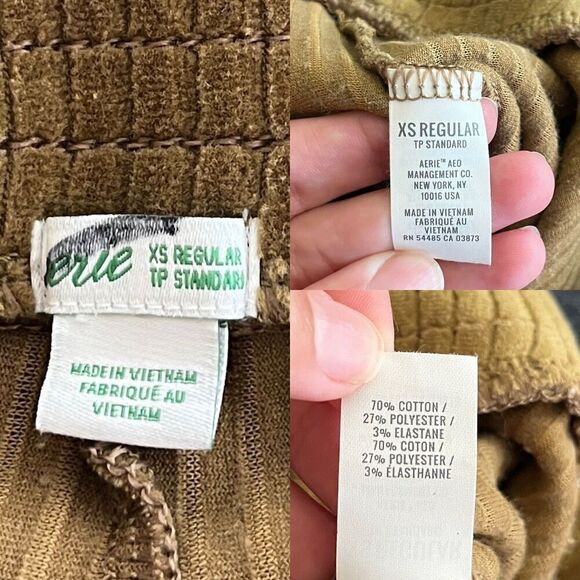 aerie
XS REGULAR
TP STANDARD
MADE IN VIETNAM
FABRIQUÉ AU
VIETNAM
XS REGULAR
TP STANDARD
AERIE™ AEO
MANAGEMENT CO.
NEW YORK, NY
10016 USA
MADE IN VIETNAM
FABRIQUÉ AU
VIETNAM
RN 54485 CA 03873
70% COTTON /
27% POLYESTER /
3% ELASTANE
70% COTON /
27% POLYESTER /
3% ÉLASTHANNE